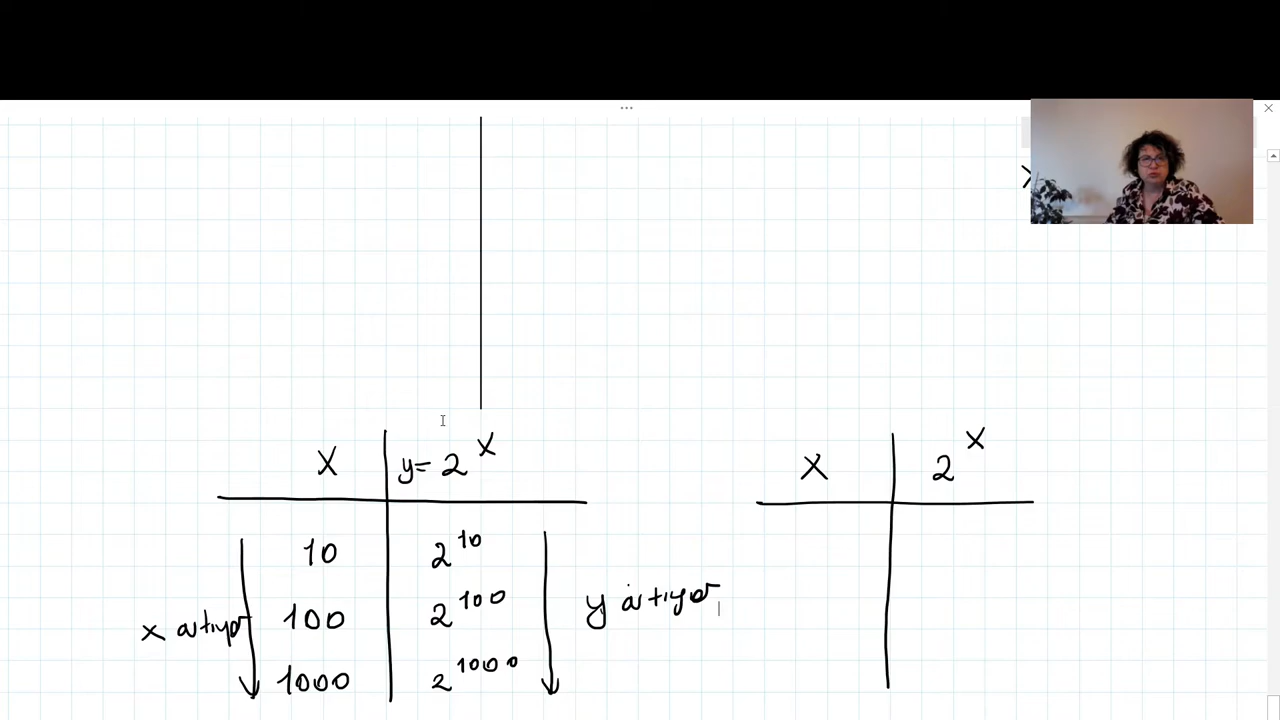 x
x y= 2^x
10 2^10
100 2^100
1000 2^1000
x artıyor
y artıyor
x 2^x